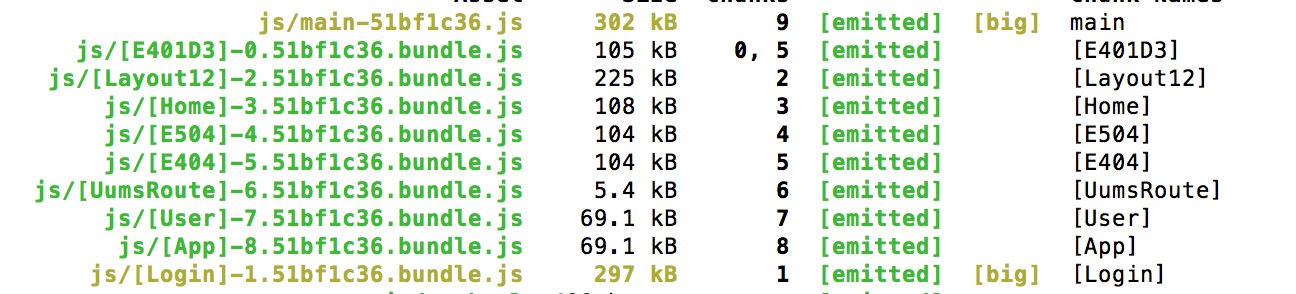 js/main-51bf1c36.js 302 kB 9 [emitted] [big] main
js/[E401D3]-0.51bf1c36.bundle.js 105 kB 0, 5 [emitted] [E401D3]
js/[Layout12]-2.51bf1c36.bundle.js 225 kB 2 [emitted] [Layout12]
js/[Home]-3.51bf1c36.bundle.js 108 kB 3 [emitted] [Home]
js/[E504]-4.51bf1c36.bundle.js 104 kB 4 [emitted] [E504]
js/[E404]-5.51bf1c36.bundle.js 104 kB 5 [emitted] [E404]
js/[UumsRoute]-6.51bf1c36.bundle.js 5.4 kB 6 [emitted] [UumsRoute]
js/[User]-7.51bf1c36.bundle.js 69.1 kB 7 [emitted] [User]
js/[App]-8.51bf1c36.bundle.js 69.1 kB 8 [emitted] [App]
js/[Login]-1.51bf1c36.bundle.js 297 kB 1 [emitted] [big] [Login]